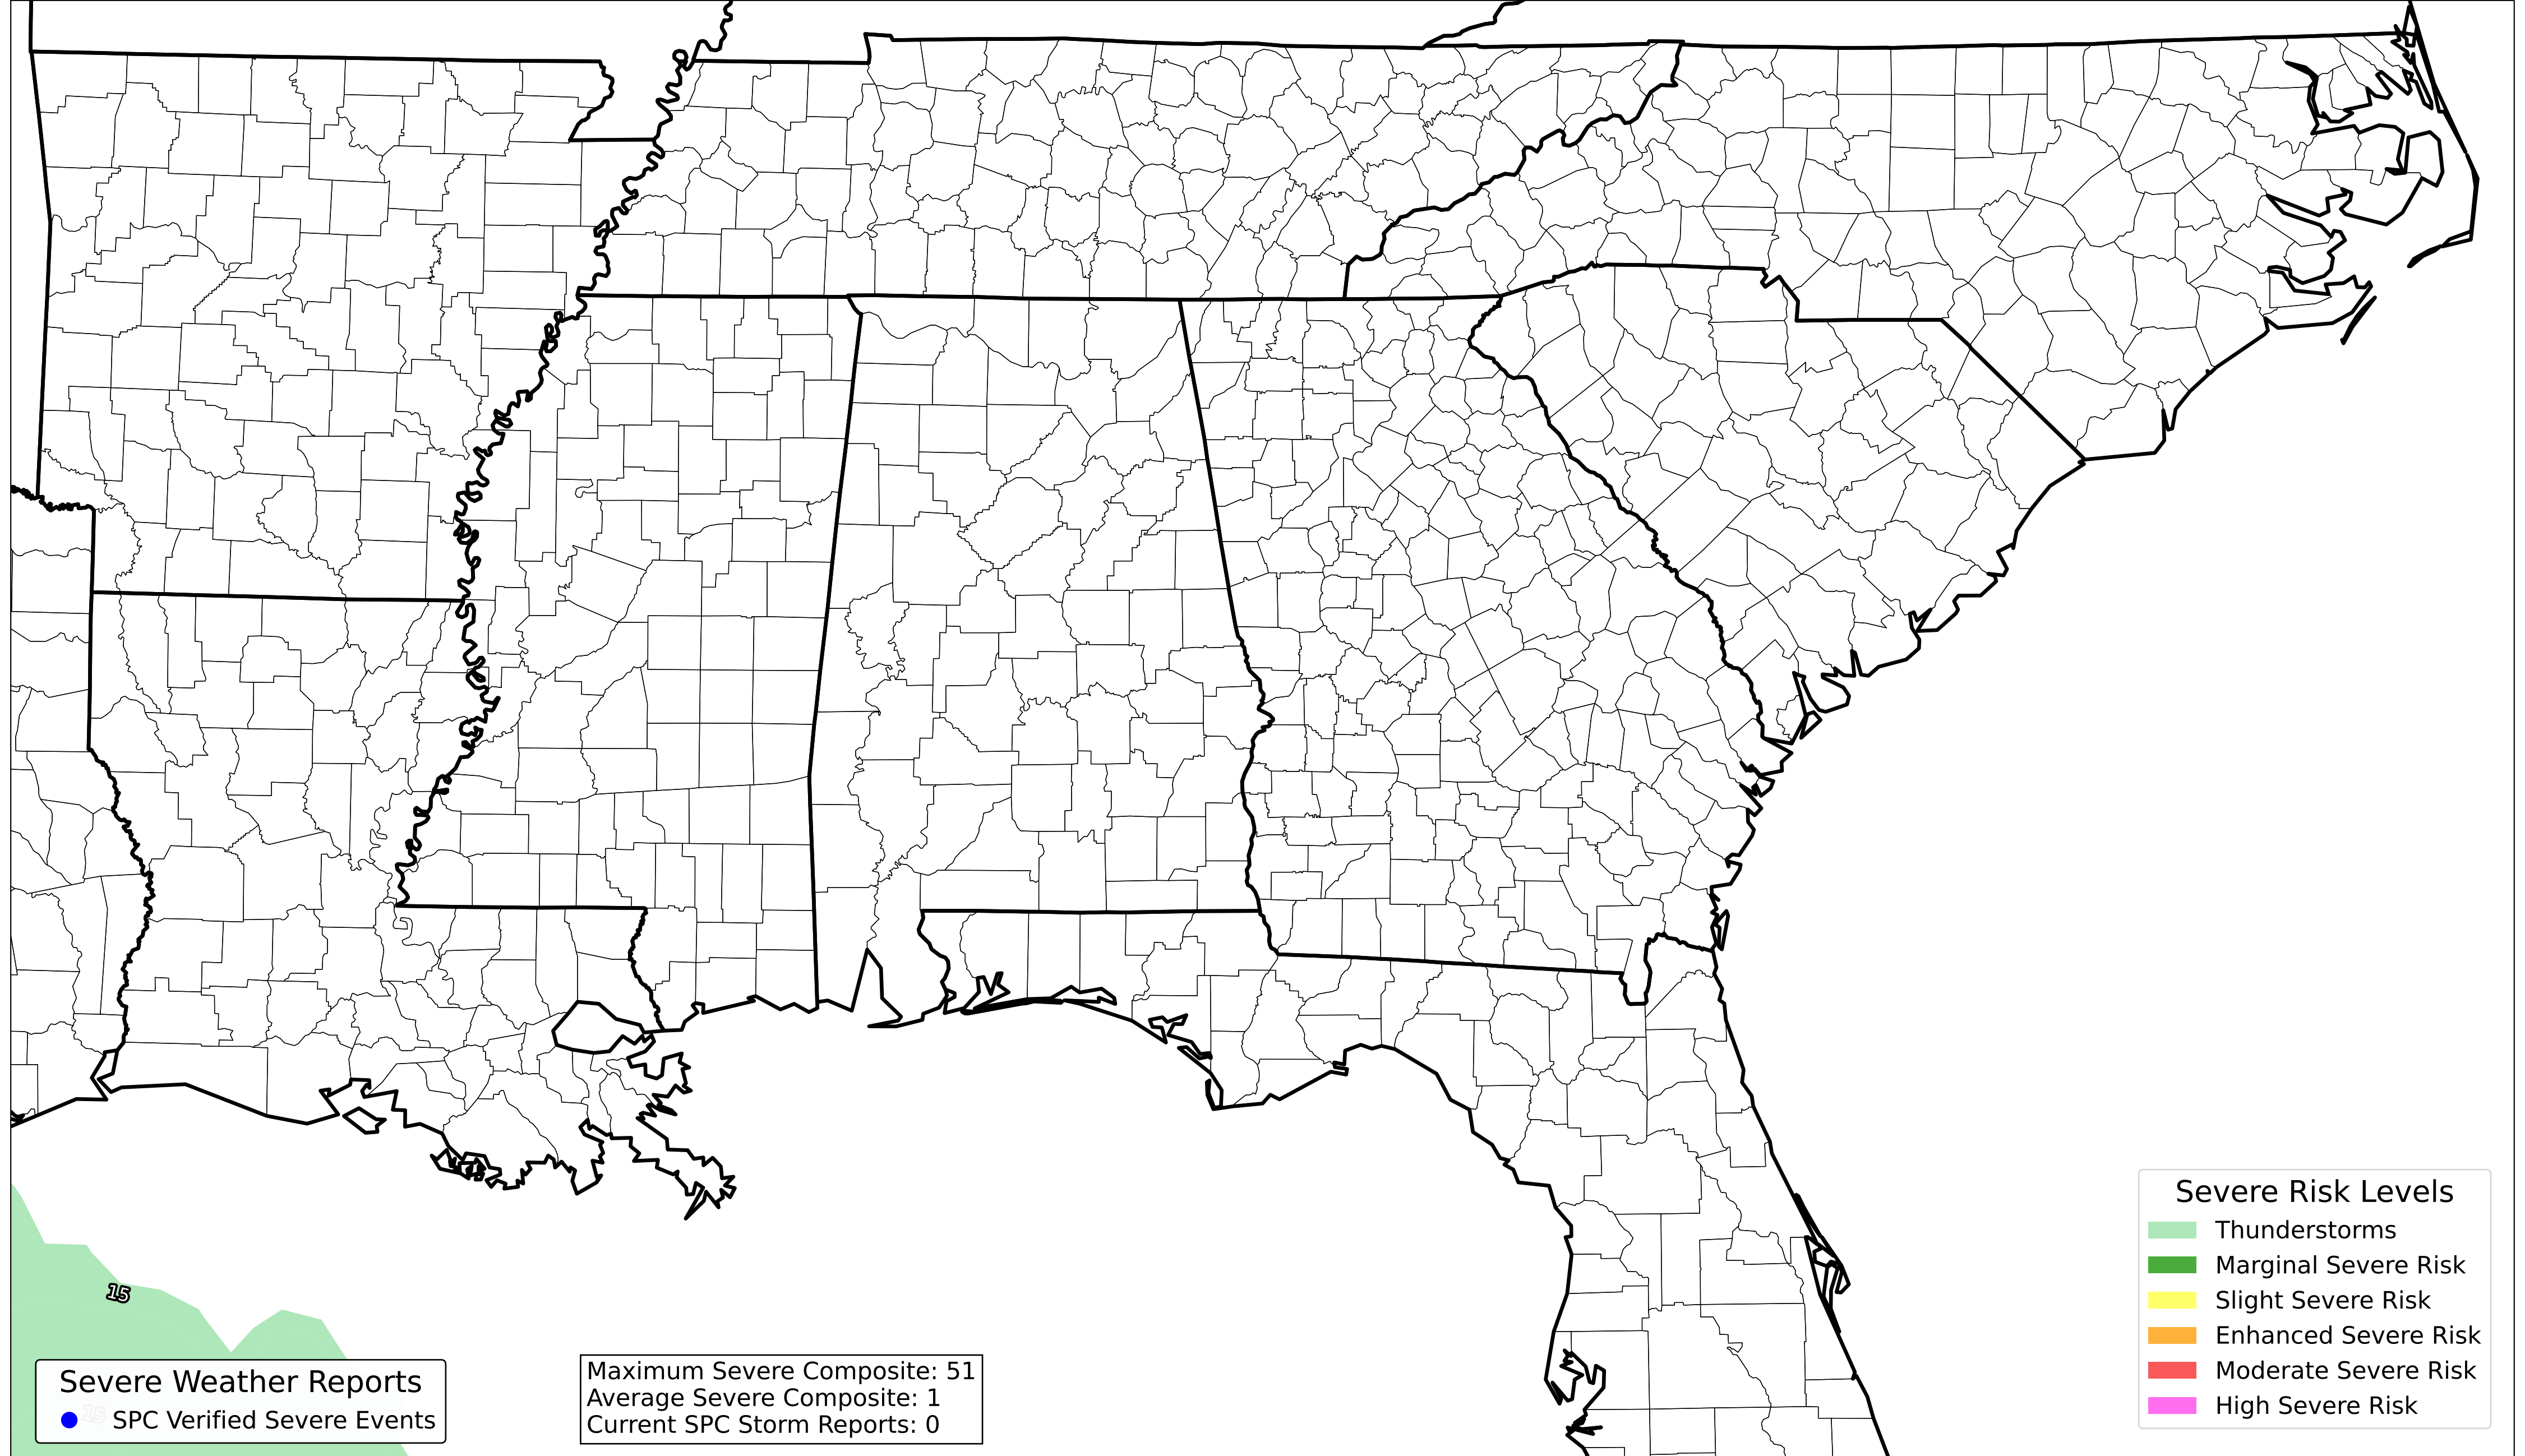 15
Severe Weather Reports
15
SPC Verified Severe Events
Maximum Severe Composite: 51
Average Severe Composite: 1
Current SPC Storm Reports: 0
Severe Risk Levels
Thunderstorms
Marginal Severe Risk
Slight Severe Risk
Enhanced Severe Risk
Moderate Severe Risk
High Severe Risk